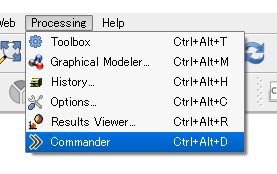 Web Processing Help
Toolbox Ctrl+Alt+T
Graphical Modeler... Ctrl+Alt+M
History... Ctrl+Alt+H
Options... Ctrl+Alt+C
Results Viewer... Ctrl+Alt+R
Commander Ctrl+Alt+D